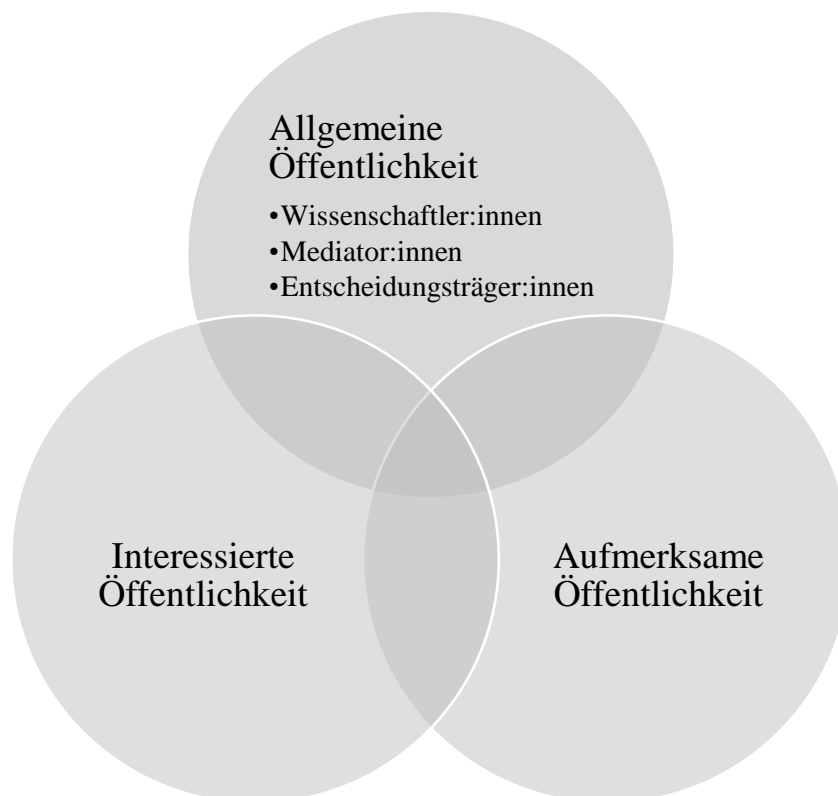 Allgemeine
Öffentlichkeit
•Wissenschaftler:innen
•Mediator:innen
•Entscheidungsträger:innen
Interessierte
Öffentlichkeit
Aufmerksame
Öffentlichkeit